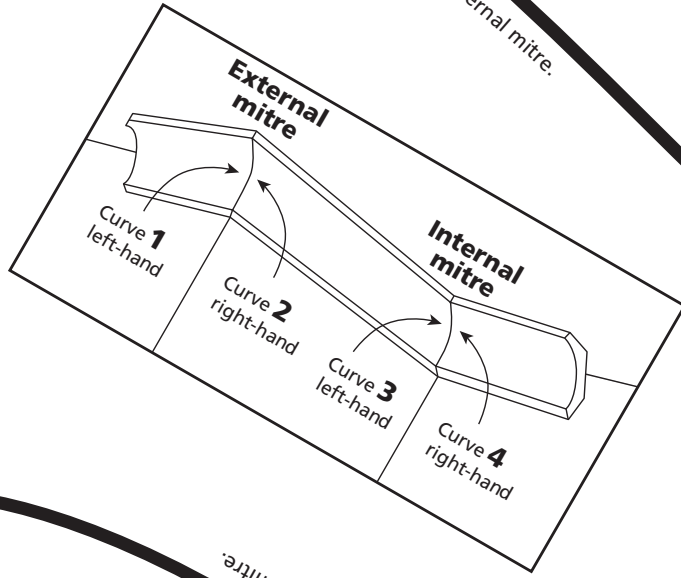 ernal mitre.
External
mitre
Internal
mitre
Curve 1
left-hand
Curve 2
right-hand
Curve 3
left-hand
Curve 4
right-hand